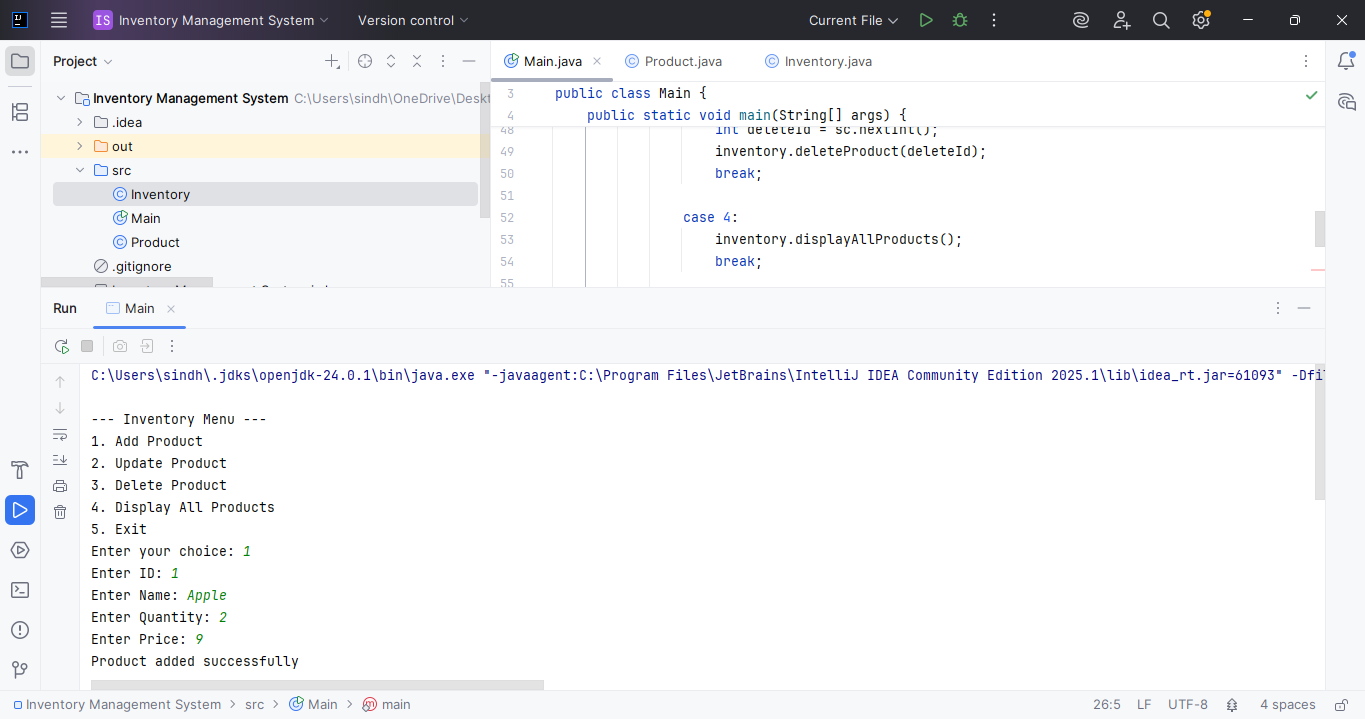 IS Inventory Management System Version control Current File
Project
Inventory Management System C:\Users\sindh\OneDrive\Deskt
.idea
out
src
Inventory
Main
Product
.gitignore
Main.java Product.java Inventory.java
3 public class Main {
4 public static void main(String[] args) {
48 int deleteId = sc.nextInt();
49 inventory.deleteProduct(deleteId);
50 break;
51
52 case 4:
53 inventory.displayAllProducts();
54 break;
55
Run Main
C:\Users\sindh\.jdks\openjdk-24.0.1\bin\java.exe "-javaagent:C:\Program Files\JetBrains\IntelliJ IDEA Community Edition 2025.1\lib\idea_rt.jar=61093" -Dfil
--- Inventory Menu ---
1. Add Product
2. Update Product
3. Delete Product
4. Display All Products
5. Exit
Enter your choice: 1
Enter ID: 1
Enter Name: Apple
Enter Quantity: 2
Enter Price: 9
Product added successfully
Inventory Management System > src > Main > main 26:5 LF UTF-8 4 spaces